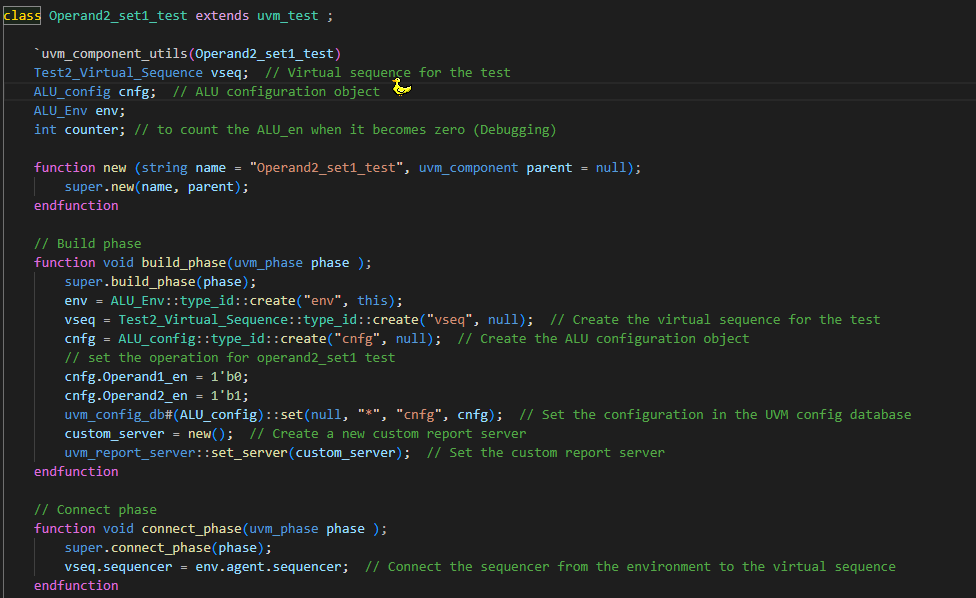 class Operand2_set1_test extends uvm_test ;
`uvm_component_utils(Operand2_set1_test)
Test2_Virtual_Sequence vseq;  // Virtual sequence for the test
ALU_config cnfg;  // ALU configuration object
ALU_Env env;
int counter; // to count the ALU_en when it becomes zero (Debugging)
function new (string name = "Operand2_set1_test", uvm_component parent = null);
super.new(name, parent);
endfunction
// Build phase
function void build_phase(uvm_phase phase );
super.build_phase(phase);
env = ALU_Env::type_id::create("env", this);
vseq = Test2_Virtual_Sequence::type_id::create("vseq", null);  // Create the virtual sequence for the test
cnfg = ALU_config::type_id::create("cnfg", null);  // Create the ALU configuration object
// set the operation for operand2_set1 test
cnfg.Operand1_en = 1'b0;
cnfg.Operand2_en = 1'b1;
uvm_config_db#(ALU_config)::set(null, "*", "cnfg", cnfg);  // Set the configuration in the UVM config database
custom_server = new();  // Create a new custom report server
uvm_report_server::set_server(custom_server);  // Set the custom report server
endfunction
// Connect phase
function void connect_phase(uvm_phase phase );
super.connect_phase(phase);
vseq.sequencer = env.agent.sequencer;  // Connect the sequencer from the environment to the virtual sequence
endfunction